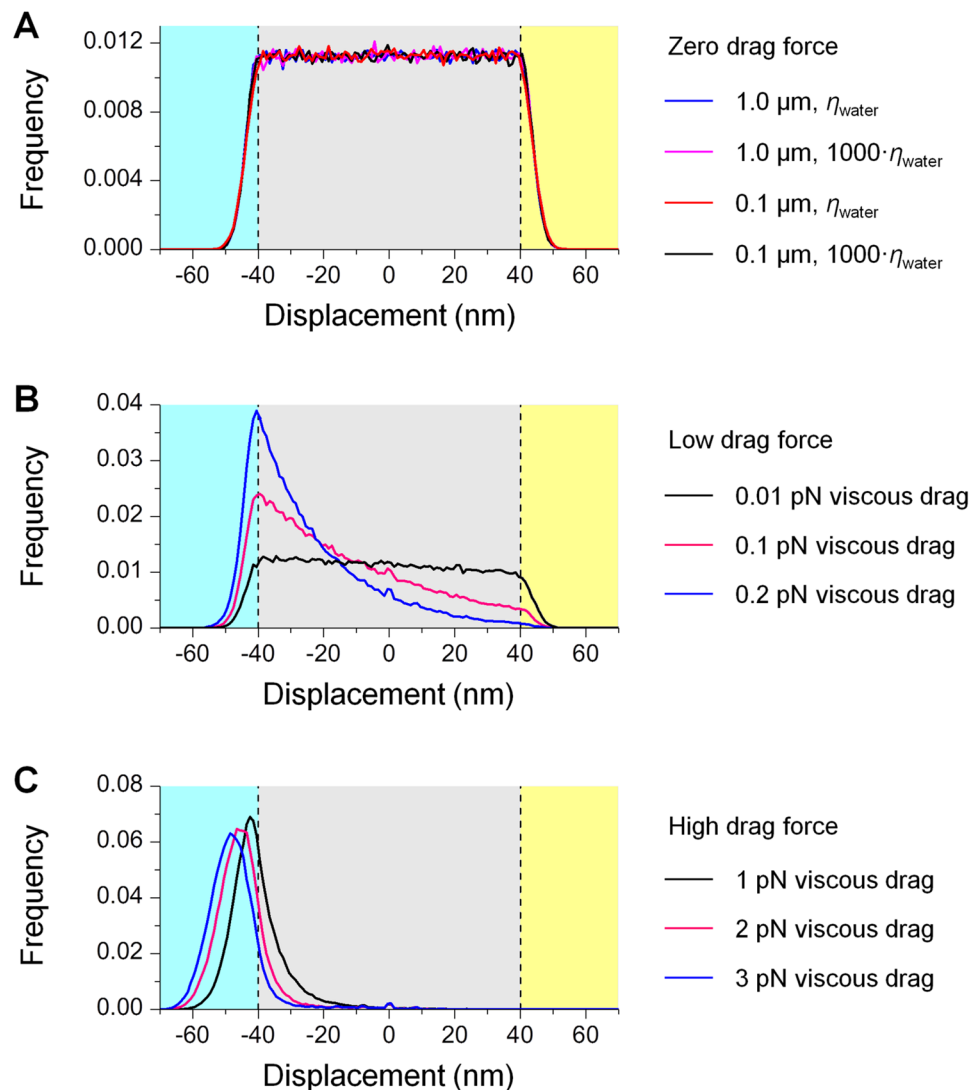 A
Frequency
0.012
0.008
0.004
0.000
-60 -40 -20 0 20 40 60
Displacement (nm)
Zero drag force
1.0 µm, ηwater
1.0 µm, 1000·ηwater
0.1 µm, ηwater
0.1 µm, 1000·ηwater
B
Frequency
0.04
0.03
0.02
0.01
0.00
-60 -40 -20 0 20 40 60
Displacement (nm)
Low drag force
0.01 pN viscous drag
0.1 pN viscous drag
0.2 pN viscous drag
C
Frequency
0.08
0.06
0.04
0.02
0.00
-60 -40 -20 0 20 40 60
Displacement (nm)
High drag force
1 pN viscous drag
2 pN viscous drag
3 pN viscous drag